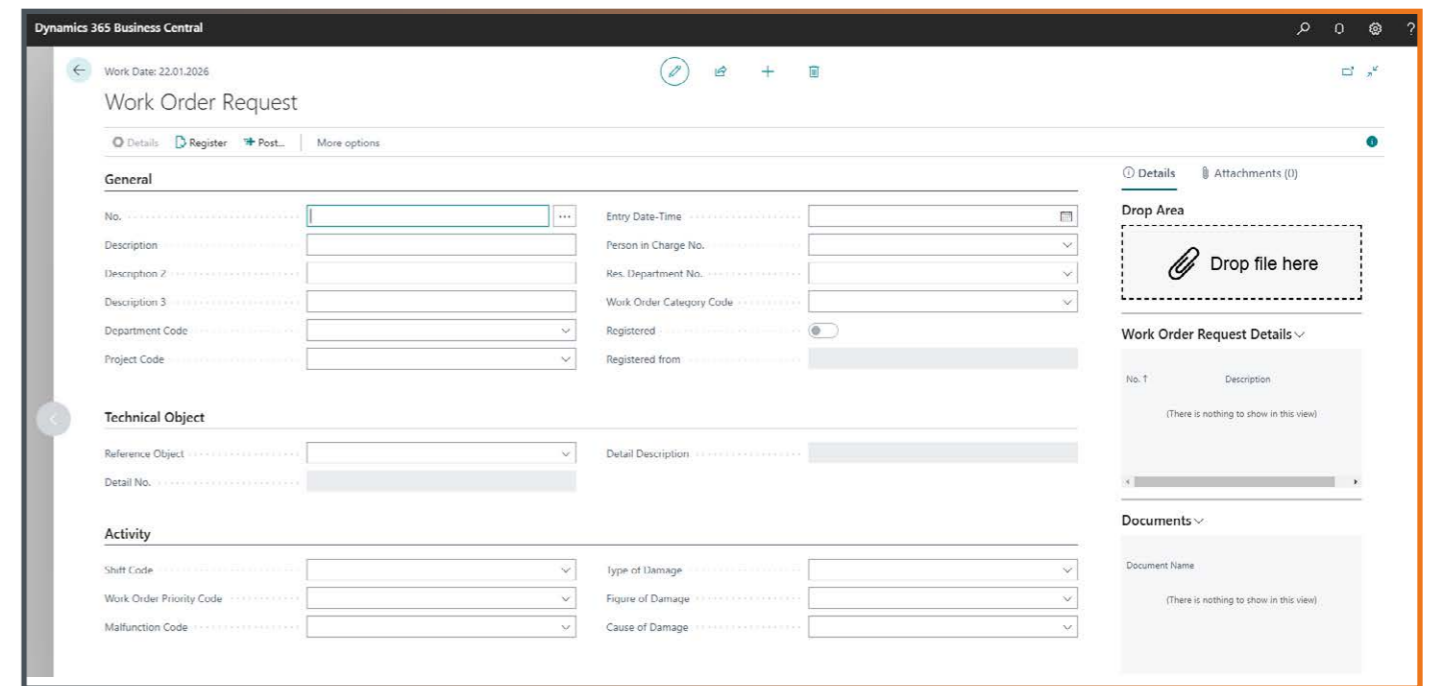 Dynamics 365 Business Central
?
Work Date: 22.01.2026
Work Order Request
Details Register Post... More options
General
No.
Description
Description 2
Description 3
Department Code
Project Code
Entry Date-Time
Person in Charge No.
Res. Department No.
Work Order Category Code
Registered
Registered from
Technical Object
Reference Object
Detail No.
Detail Description
Activity
Shift Code
Work Order Priority Code
Malfunction Code
Type of Damage
Figure of Damage
Cause of Damage
Details Attachments (0)
Drop Area
Drop file here
Work Order Request Details
No. ↑ Description
(There is nothing to show in this view)
Documents
Document Name
(There is nothing to show in this view)